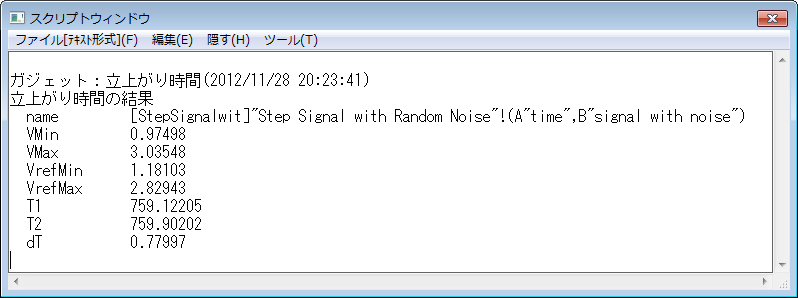 スクリプトウィンドウ
ファイル[ﾃｷｽﾄ形式](F) 編集(E) 隠す(H) ツール(T)
ガジェット：立上がり時間(2012/11/28 20:23:41)
立上がり時間の結果
name [StepSignalwit]"Step Signal with Random Noise"!(A"time",B"signal with noise")
VMin 0.97498
VMax 3.03548
VrefMin 1.18103
VrefMax 2.82943
T1 759.12205
T2 759.90202
dT 0.77997